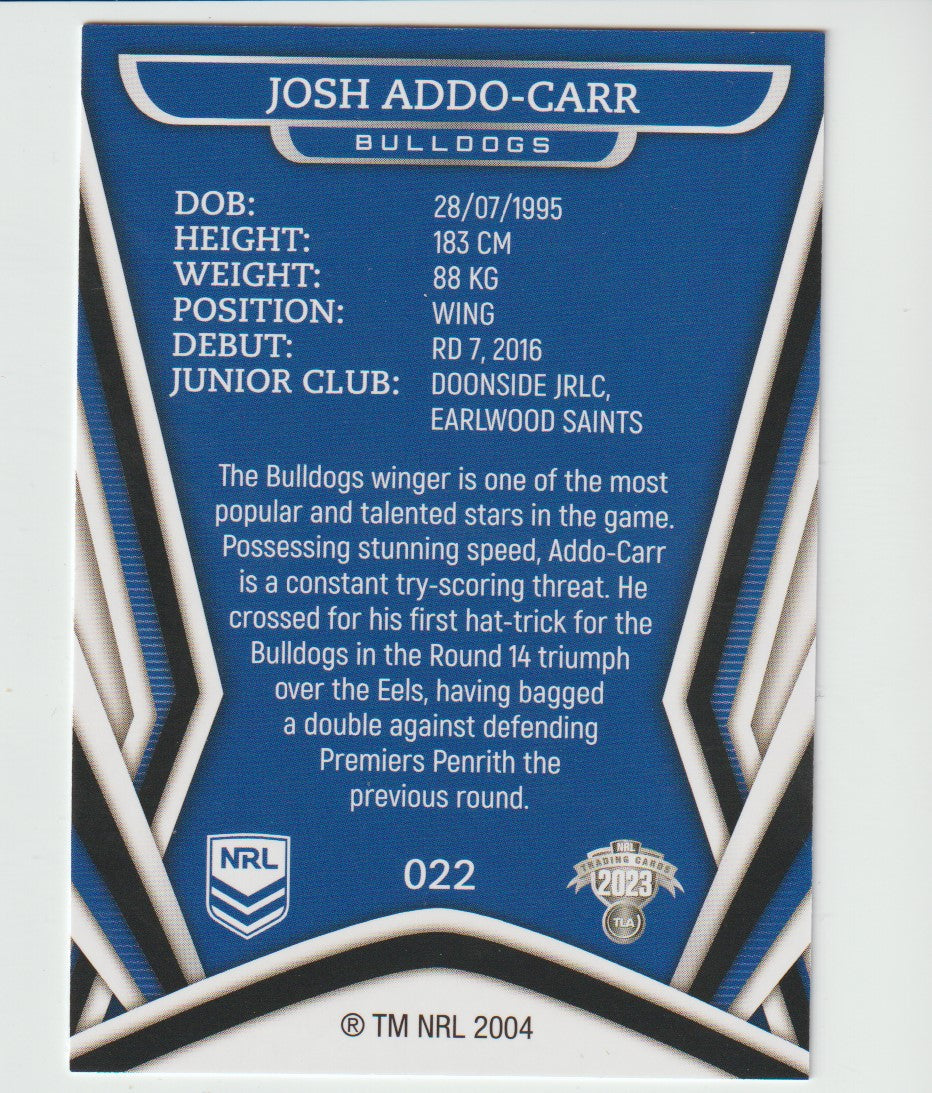 JOSH ADDO-CARR
BULLDOGS
DOB: 28/07/1995
HEIGHT: 183 CM
WEIGHT: 88 KG
POSITION: WING
DEBUT: RD 7, 2016
JUNIOR CLUB: DOONSIDE JRLC,
EARLWOOD SAINTS
The Bulldogs winger is one of the most
popular and talented stars in the game.
Possessing stunning speed, Addo-Carr
is a constant try-scoring threat. He
crossed for his first hat-trick for the
Bulldogs in the Round 14 triumph
over the Eels, having bagged
a double against defending
Premiers Penrith the
previous round.
NRL
022
NRL
TRADING CARDS
2023
TLA
® TM NRL 2004